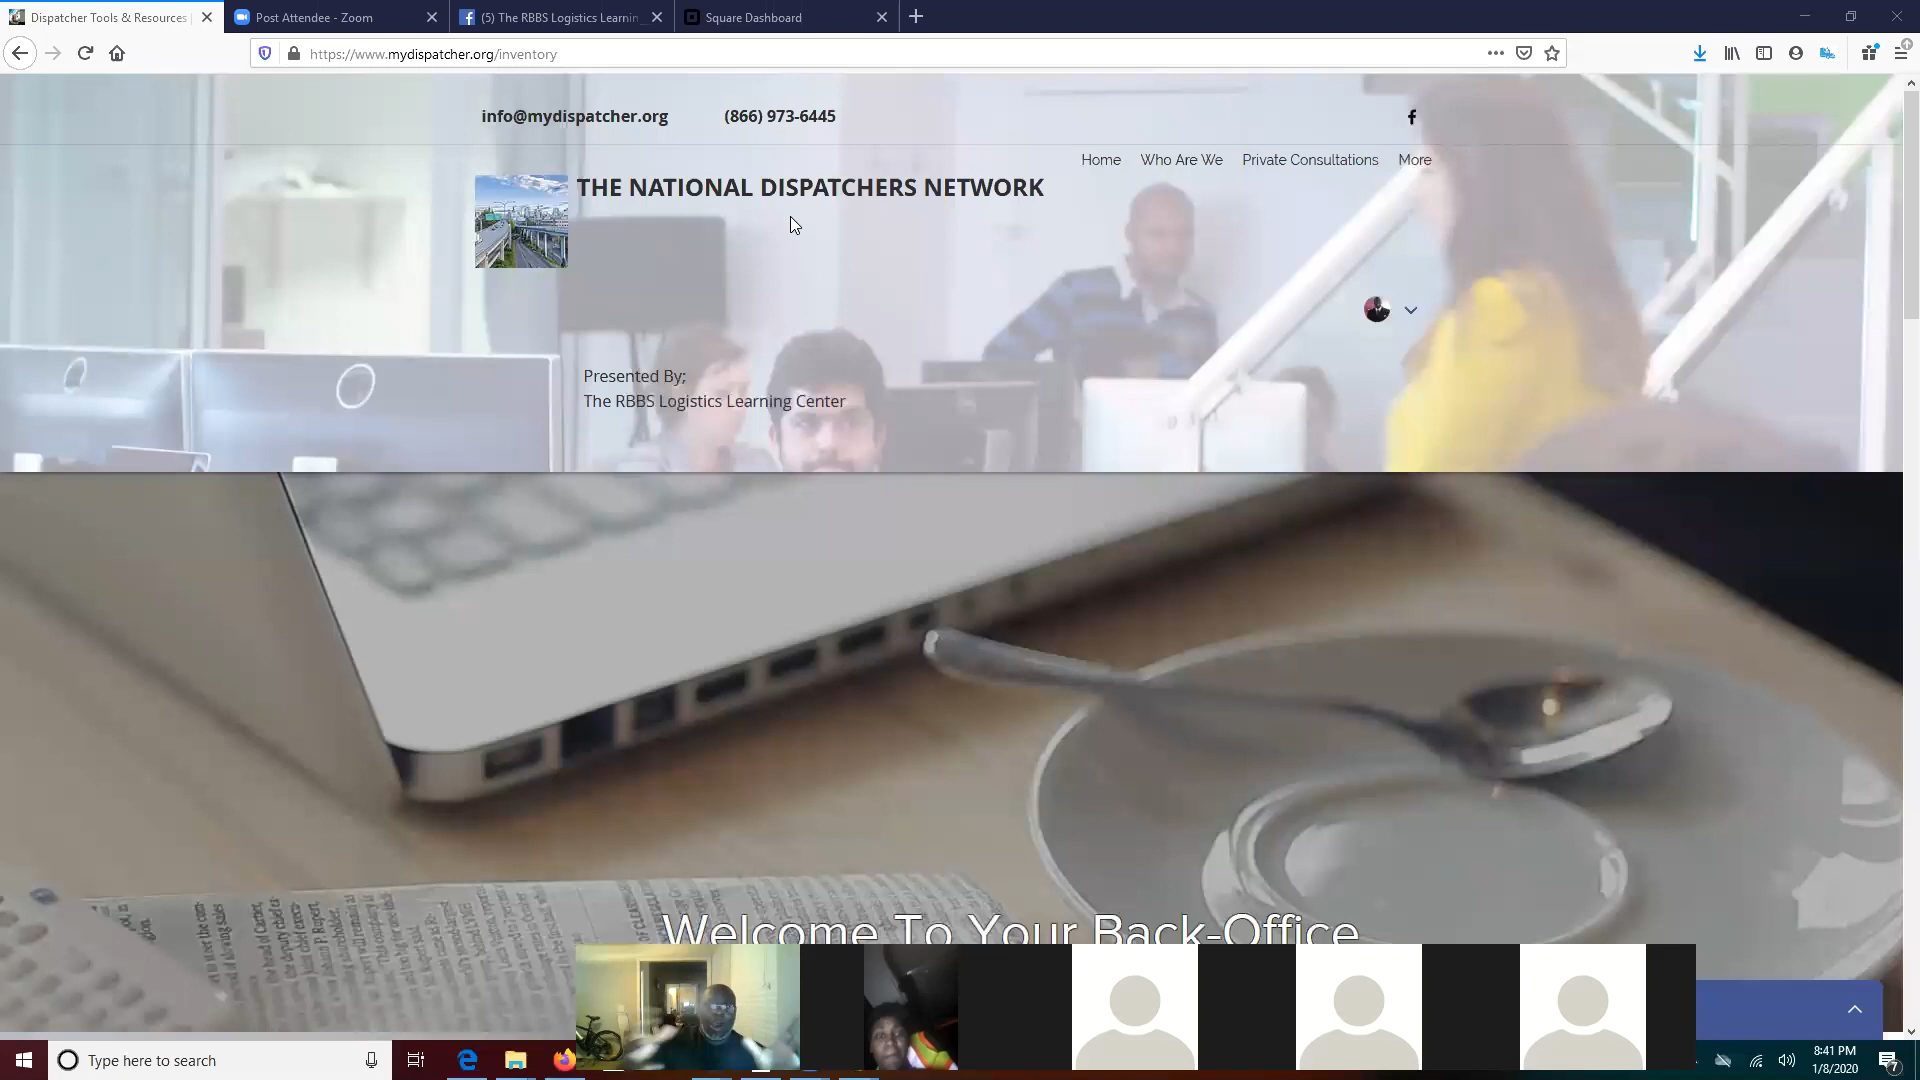 Dispatcher Tools & Resources
Post Attendee - Zoom
(5) The RBBS Logistics Learnin
Square Dashboard
https://www.mydispatcher.org/inventory
info@mydispatcher.org
(866) 973-6445
Home
Who Are We
Private Consultations
More
THE NATIONAL DISPATCHERS NETWORK
Presented By;
The RBBS Logistics Learning Center
Welcome To Your Back-Office
Type here to search
8:41 PM
1/8/2020
7